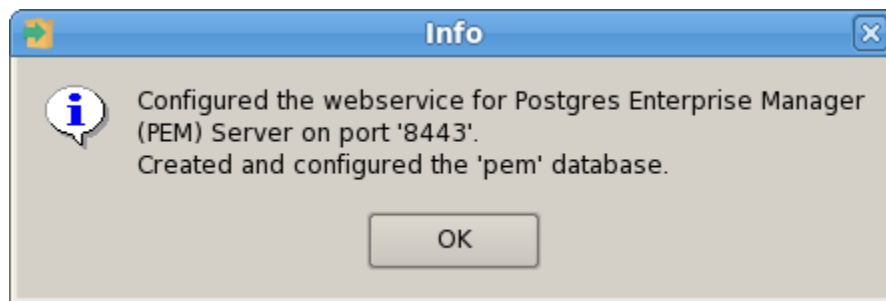 Info
Configured the webservice for Postgres Enterprise Manager
(PEM) Server on port '8443'.
Created and configured the 'pem' database.
OK